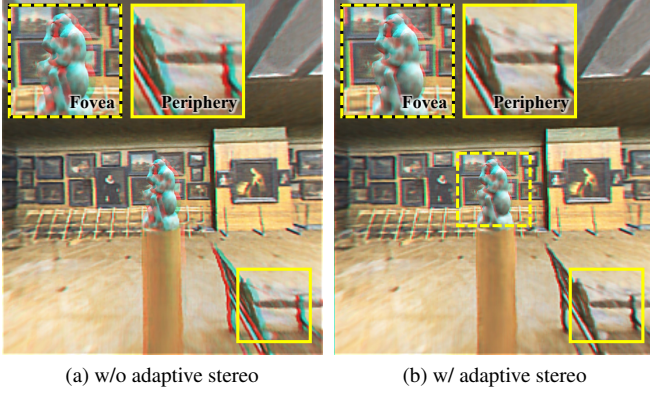 Fovea
Periphery
Fovea
Periphery
(a) w/o adaptive stereo
(b) w/ adaptive stereo